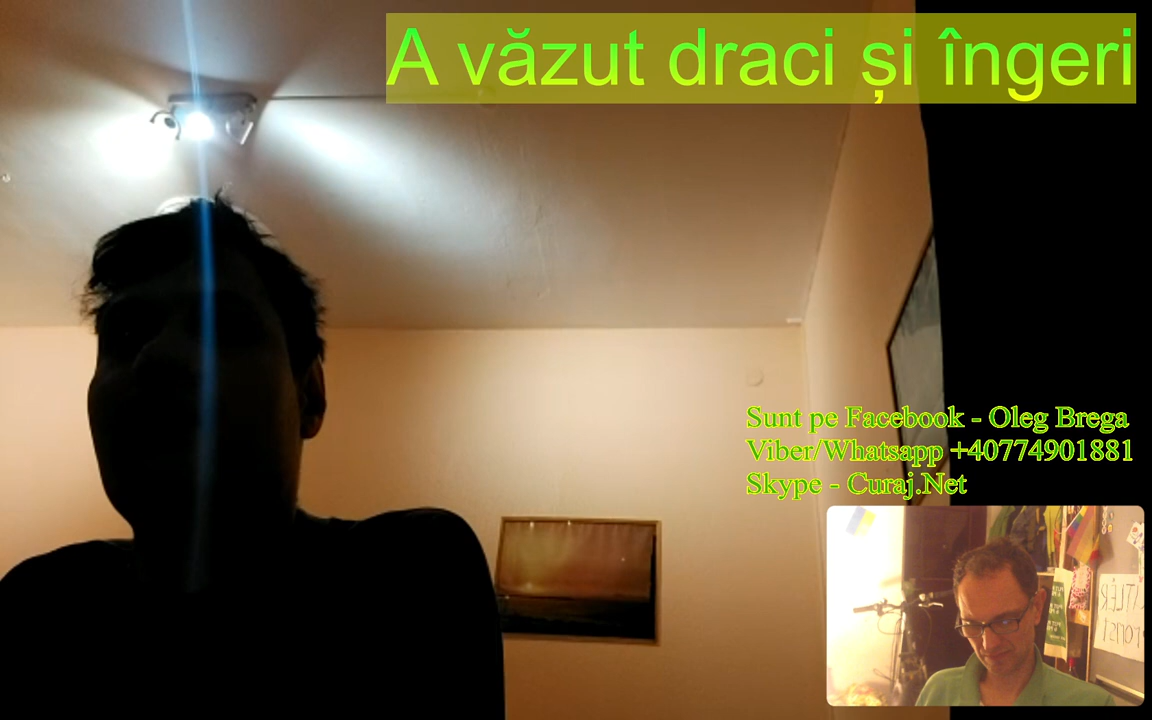 A văzut draci și îngeri
Sunt pe Facebook - Oleg Brega
Viber/Whatsapp +40774901881
Skype - Curaj.Net